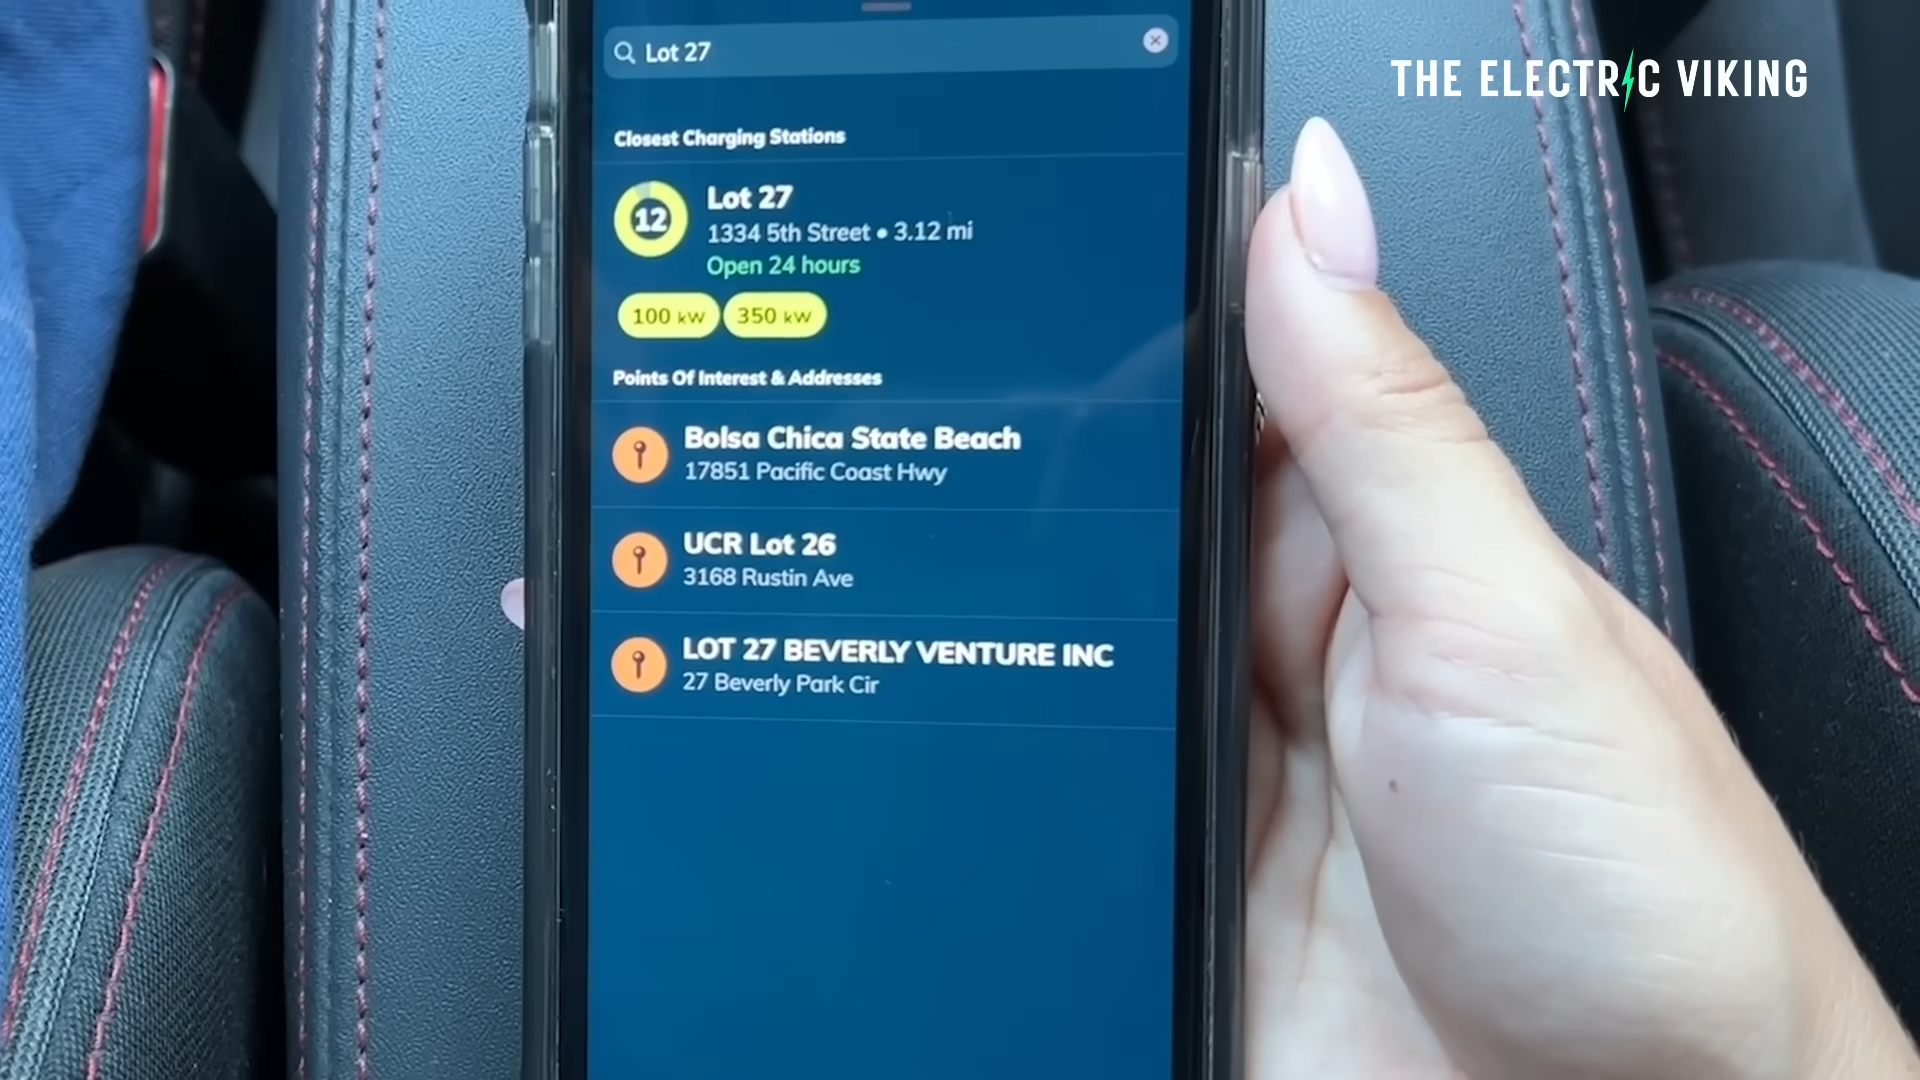 Lot 27
THE ELECTRIC VIKING
Closest Charging Stations
12
Lot 27
1334 5th Street • 3.12 mi
Open 24 hours
100 kW
350 kW
Points Of Interest & Addresses
Bolsa Chica State Beach
17851 Pacific Coast Hwy
UCR Lot 26
3168 Rustin Ave
LOT 27 BEVERLY VENTURE INC
27 Beverly Park Cir